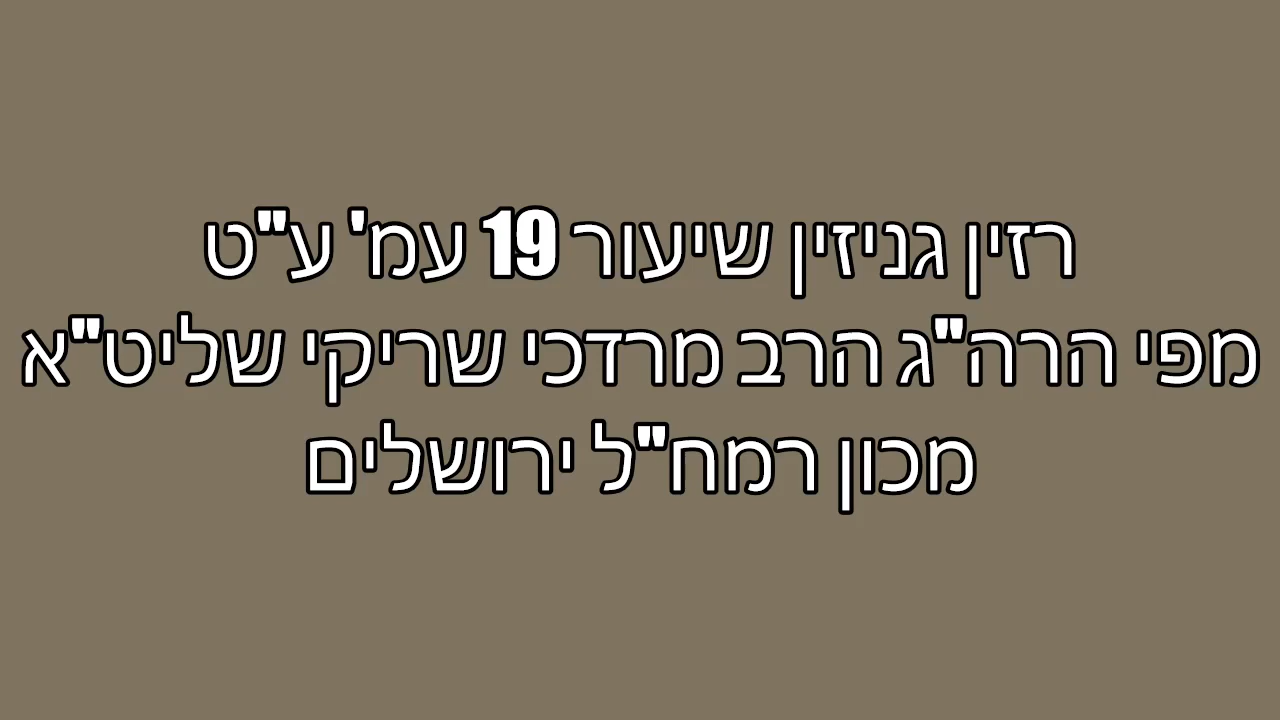 רזין גניזין שיעור 19 עמ' ע"ט
מפי הרה"ג הרב מרדכי שריקי שליט"א
מכון רמח"ל ירושלים